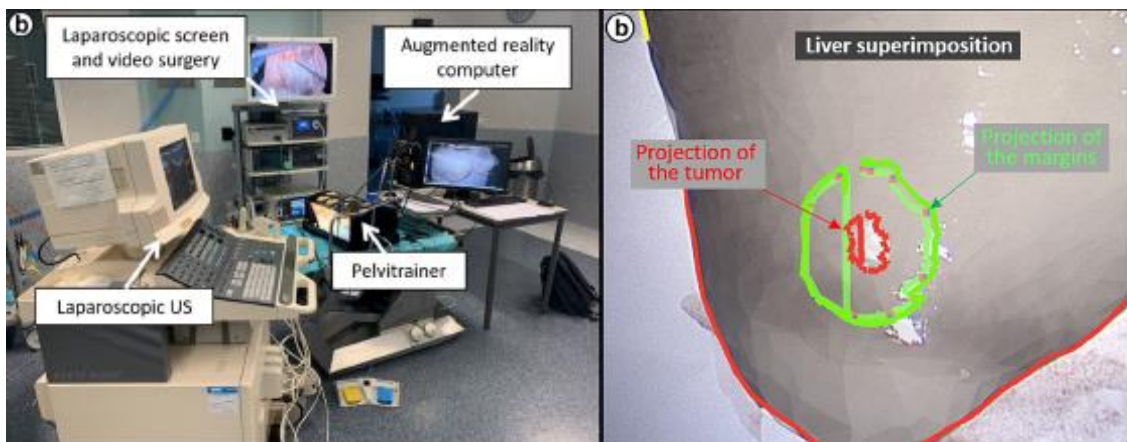 b
Laparoscopic screen
and video surgery
Augmented reality
computer
Pelvitrainer
Laparoscopic US
b
Liver superimposition
Projection of
the tumor
Projection of
the margins